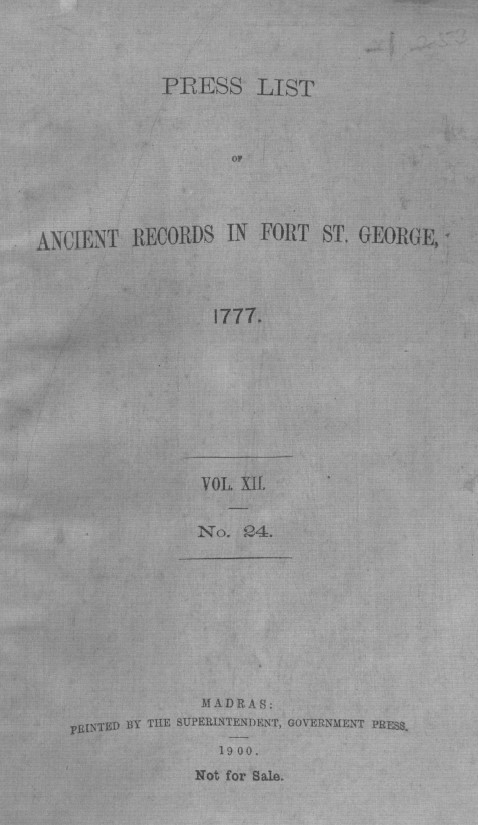 PRESS LIST
OF
ANCIENT RECORDS IN FORT ST. GEORGE,
1777.
VOL. XII.
No. 24.
MADRAS:
PRINTED BY THE SUPERINTENDENT, GOVERNMENT PRESS.
1900.
Not for Sale.